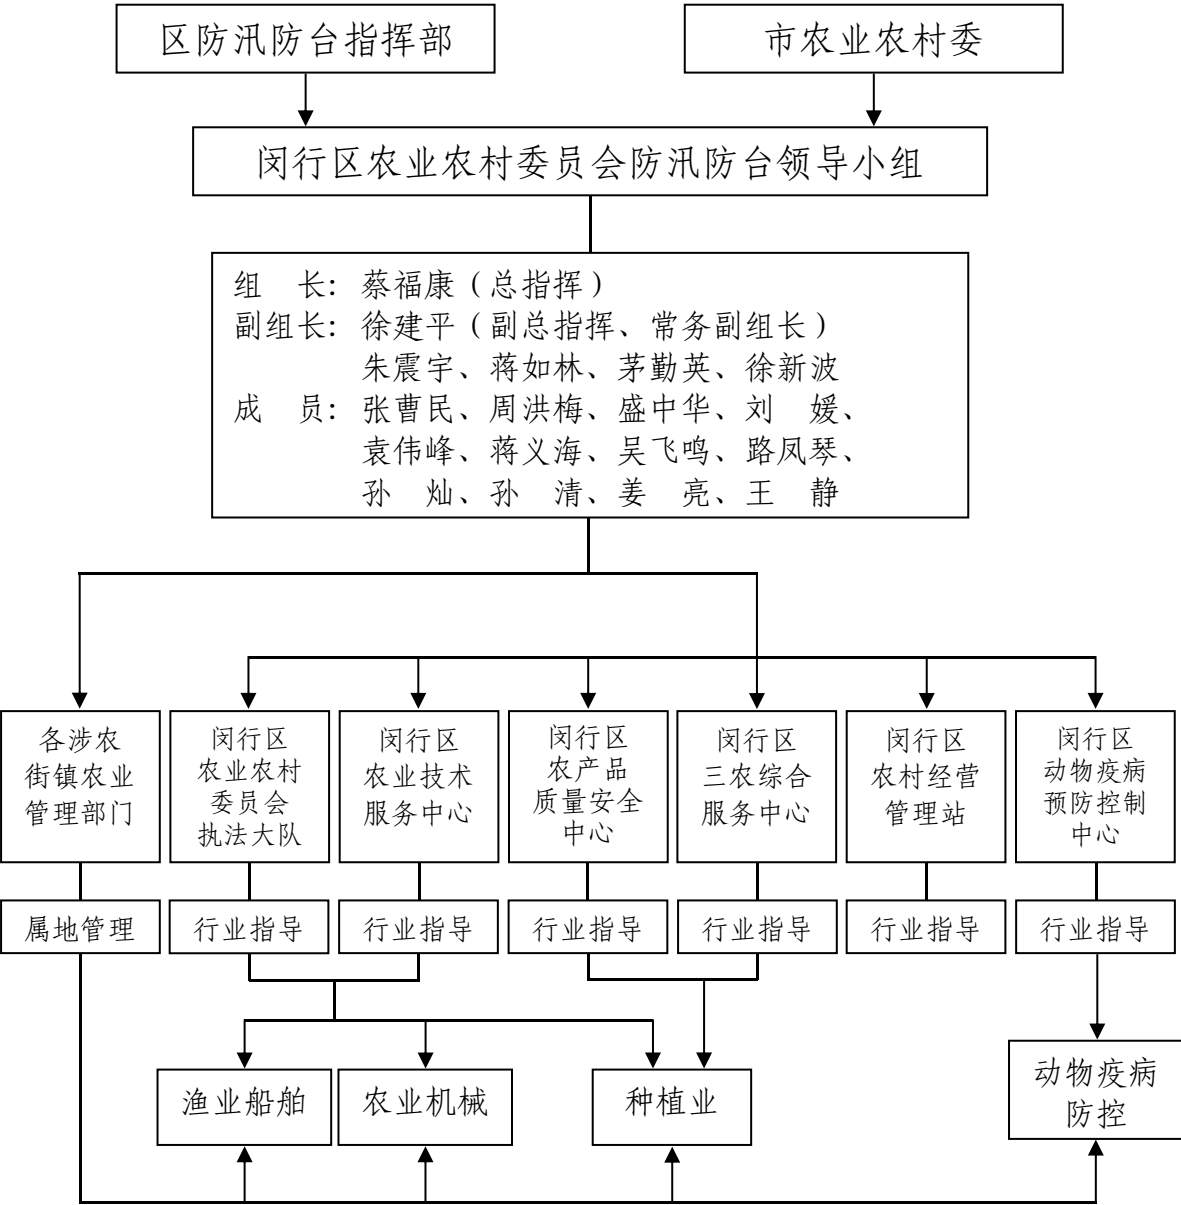 区防汛防台指挥部
市农业农村委
闵行区农业农村委员会防汛防台领导小组
组　长：蔡福康（总指挥）
副组长：徐建平（副总指挥、常务副组长）
朱震宇、蒋如林、茅勤英、徐新波
成　员：张曹民、周洪梅、盛中华、刘　媛、
袁伟峰、蒋义海、吴飞鸣、路凤琴、
孙　灿、孙　清、姜　亮、王　静
各涉农
街镇农业
管理部门
闵行区
农业农村
委员会
执法大队
闵行区
农业技术
服务中心
闵行区
农产品
质量安全
中心
闵行区
三农综合
服务中心
闵行区
农村经营
管理站
闵行区
动物疫病
预防控制
中心
属地管理
行业指导
行业指导
行业指导
行业指导
行业指导
行业指导
渔业船舶
农业机械
种植业
动物疫病
防控